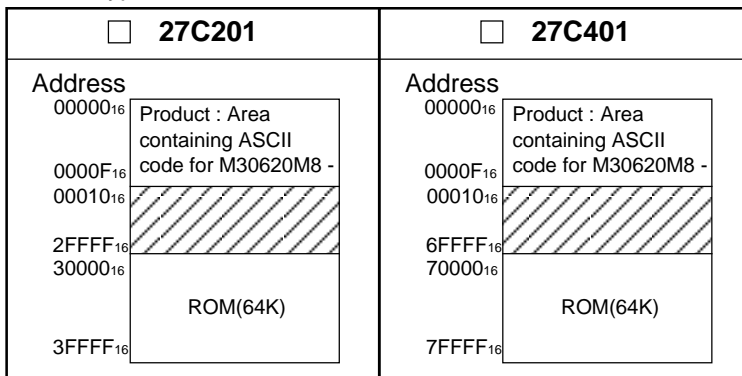 □ 27C201
Address
00000₁₆
Product : Area
containing ASCII
code for M30620M8 -
0000F₁₆
00010₁₆
2FFFF₁₆
30000₁₆
ROM(64K)
3FFFF₁₆
□ 27C401
Address
00000₁₆
Product : Area
containing ASCII
code for M30620M8 -
0000F₁₆
00010₁₆
6FFFF₁₆
70000₁₆
ROM(64K)
7FFFF₁₆